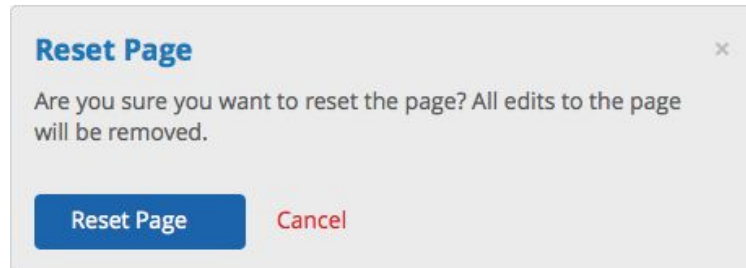 Reset Page
×
Are you sure you want to reset the page? All edits to the page
will be removed.
Reset Page
Cancel